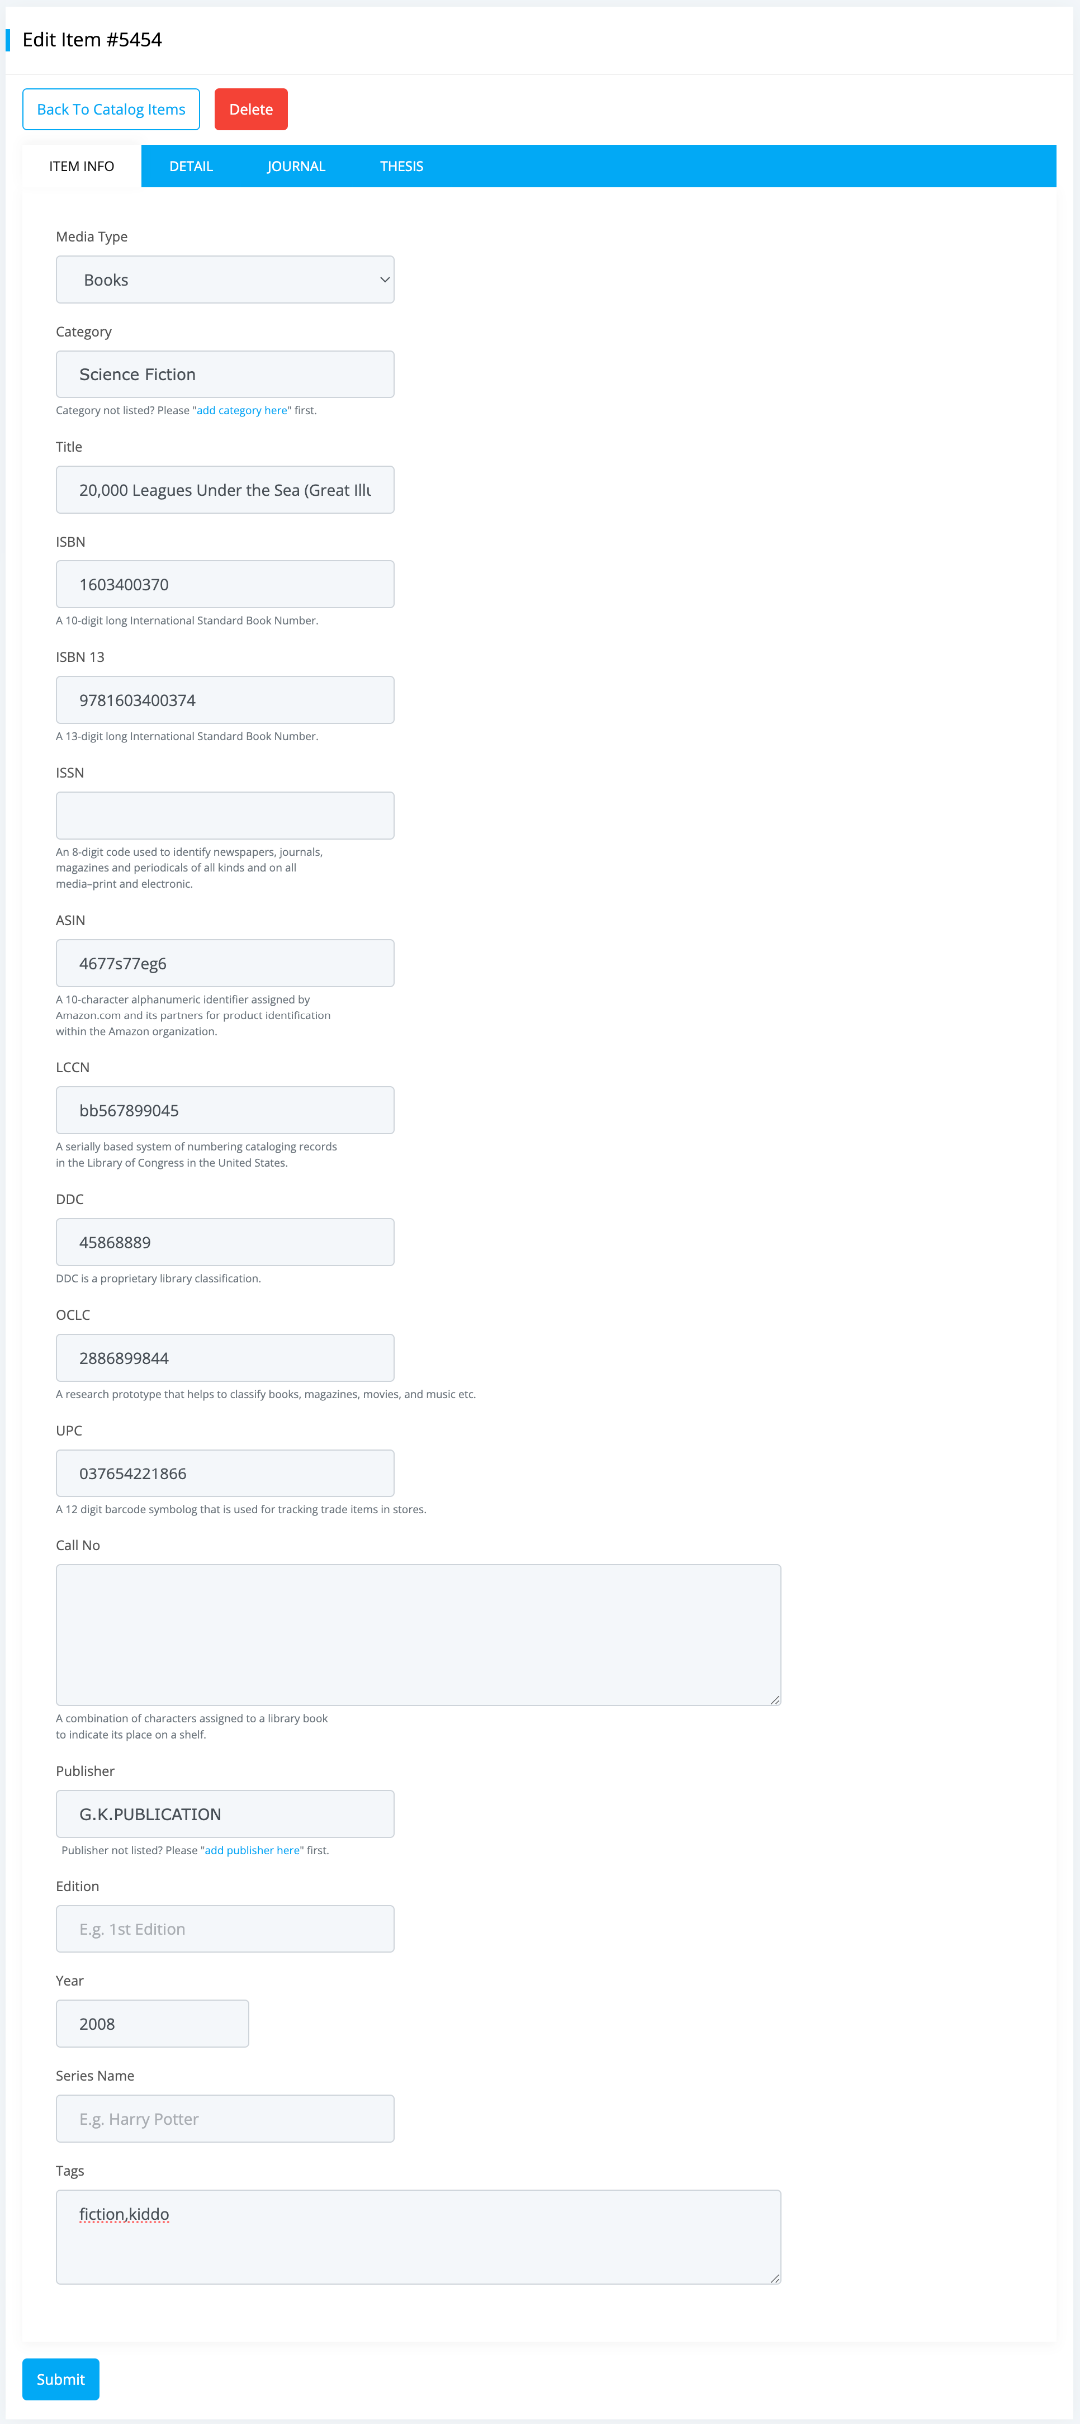 Edit Item #5454
Back To Catalog Items
Delete
ITEM INFO
DETAIL
JOURNAL
THESIS
Media Type
Books
Category
Science Fiction
Category not listed? Please "add category here" first.
Title
20,000 Leagues Under the Sea (Great Illu
ISBN
1603400370
A 10-digit long International Standard Book Number.
ISBN 13
9781603400374
A 13-digit long International Standard Book Number.
ISSN
An 8-digit code used to identify newspapers, journals,
magazines and periodicals of all kinds and on all
media–print and electronic.
ASIN
4677s77eg6
A 10-character alphanumeric identifier assigned by
Amazon.com and its partners for product identification
within the Amazon organization.
LCCN
bb567899045
A serially based system of numbering cataloging records
in the Library of Congress in the United States.
DDC
45868889
DDC is a proprietary library classification.
OCLC
2886899844
A research prototype that helps to classify books, magazines, movies, and music etc.
UPC
037654221866
A 12 digit barcode symbolog that is used for tracking trade items in stores.
Call No
A combination of characters assigned to a library book
to indicate its place on a shelf.
Publisher
G.K.PUBLICATION
Publisher not listed? Please "add publisher here" first.
Edition
E.g. 1st Edition
Year
2008
Series Name
E.g. Harry Potter
Tags
fiction,kiddo
Submit